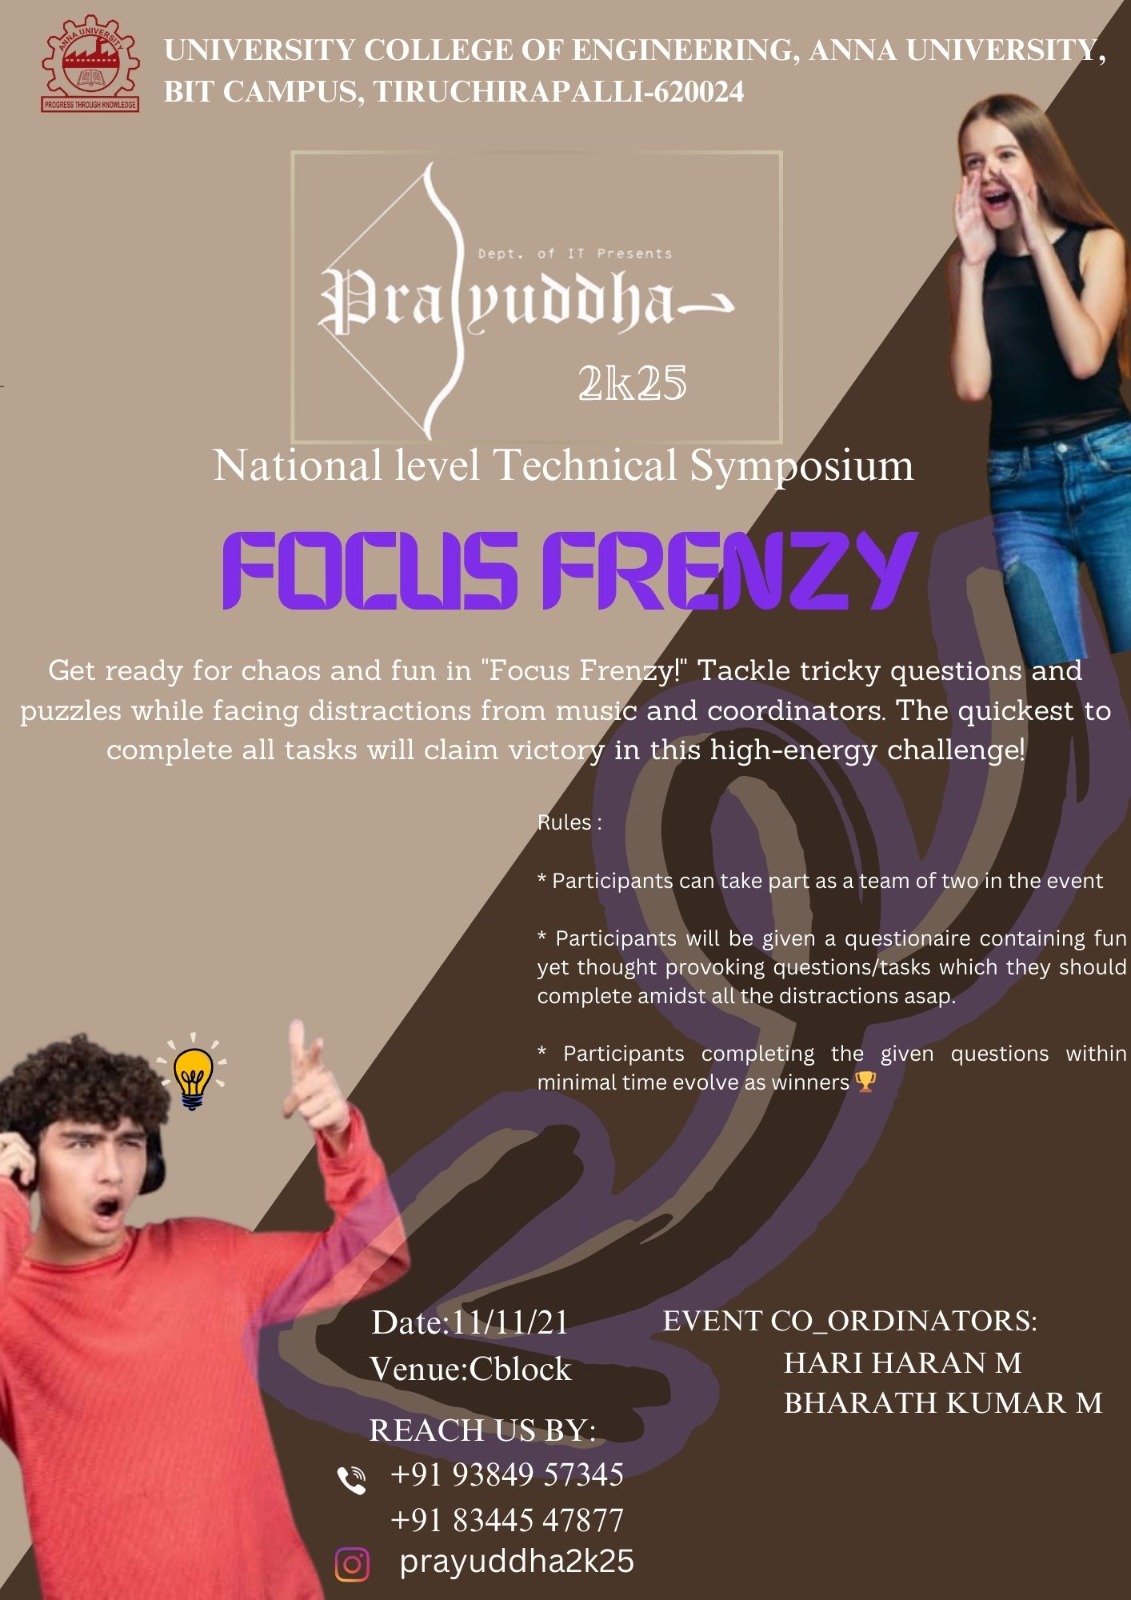 ANNA UNIVERSITY
PROGRESS THROUGH KNOWLEDGE
UNIVERSITY COLLEGE OF ENGINEERING, ANNA UNIVERSITY,
BIT CAMPUS, TIRUCHIRAPALLI-620024
Dept. of IT Presents
Prayuddha
2k25
National level Technical Symposium
FOCUS FRENZY
Get ready for chaos and fun in "Focus Frenzy!" Tackle tricky questions and
puzzles while facing distractions from music and coordinators. The quickest to
complete all tasks will claim victory in this high-energy challenge!
Rules :
* Participants can take part as a team of two in the event
* Participants will be given a questionaire containing fun
yet thought provoking questions/tasks which they should
complete amidst all the distractions asap.
* Participants completing the given questions within
minimal time evolve as winners 🏆
Date:11/11/21
Venue:Cblock
REACH US BY:
+91 93849 57345
+91 83445 47877
prayuddha2k25
EVENT CO_ORDINATORS:
HARI HARAN M
BHARATH KUMAR M